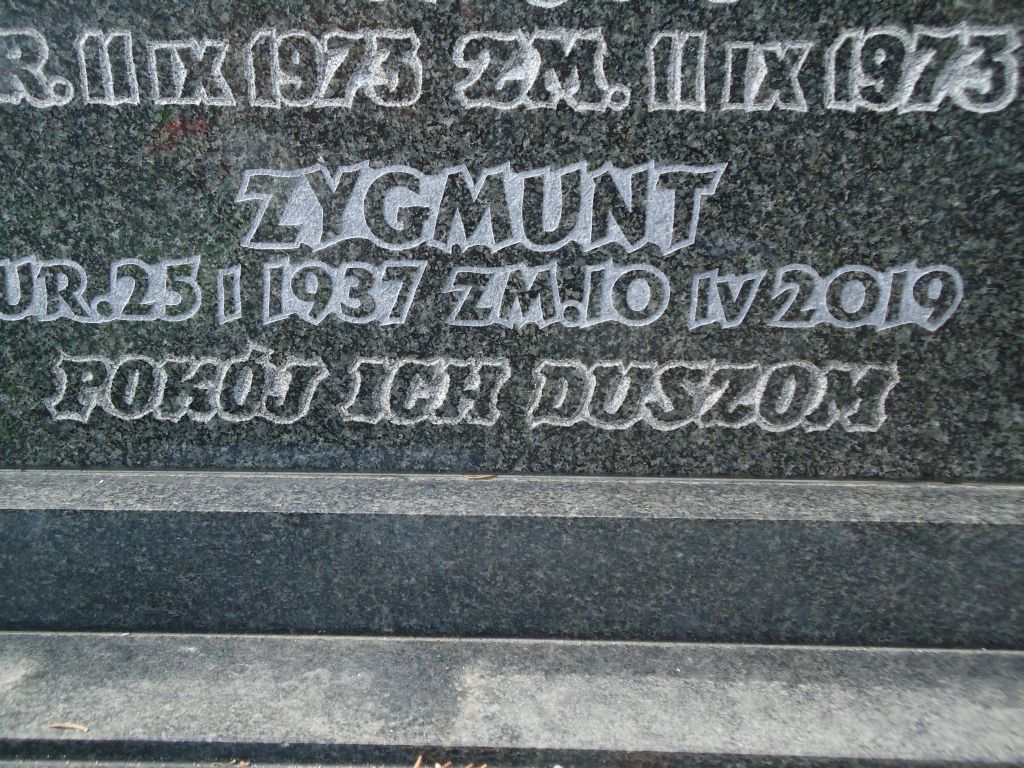 R. 11 IX 1973 ZM. 11 IX 1973
ZYGMUNT
UR. 25 I 1937 ZM. 10 IV 2019
POKÓJ ICH DUSZOM